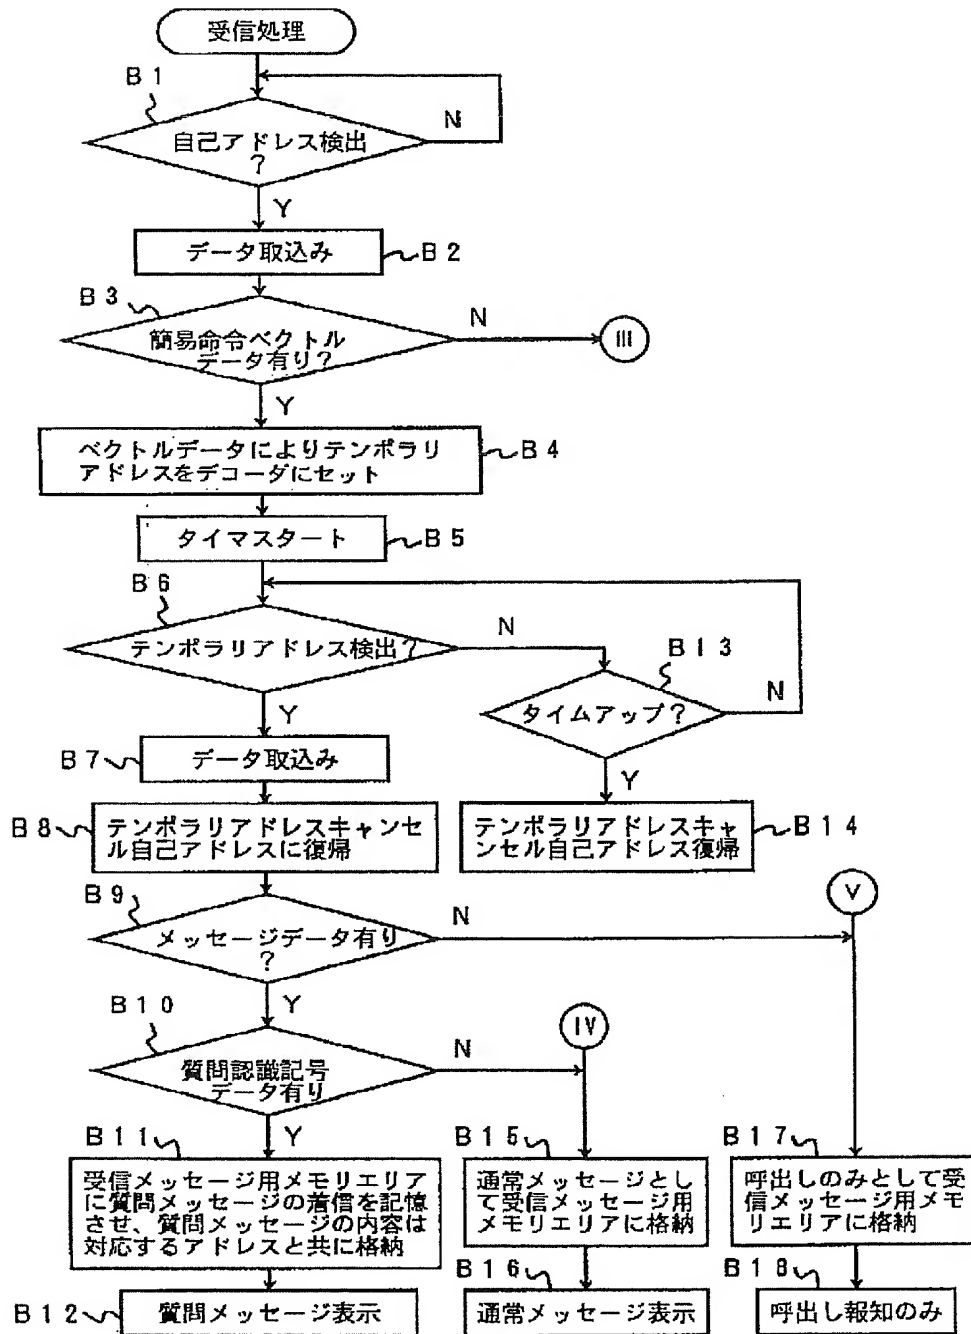 受信処理
B1
自己アドレス検出
?
N
Y
データ取込み
B2
B3
簡易命令ベクトル
データ有り?
N
III
Y
ベクトルデータによりテンポラリ
アドレスをデコーダにセット
B4
タイマスタート
B5
B6
テンポラリアドレス検出?
N
B13
タイムアップ?
N
Y
Y
B7
データ取込み
B8
テンポラリアドレスキャンセ
ル自己アドレスに復帰
テンポラリアドレスキャ
ンセル自己アドレス復帰
B14
B9
メッセージデータ有り
?
N
V
Y
B10
質問認識記号
データ有り
N
IV
Y
B11
受信メッセージ用メモリエリア
に質問メッセージの着信を記憶
させ、質問メッセージの内容は
対応するアドレスと共に格納
B15
通常メッセージとし
て受信メッセージ用
メモリエリアに格納
B17
呼出しのみとして受
信メッセージ用メモ
リエリアに格納
B12
質問メッセージ表示
B16
通常メッセージ表示
B18
呼出し報知のみ